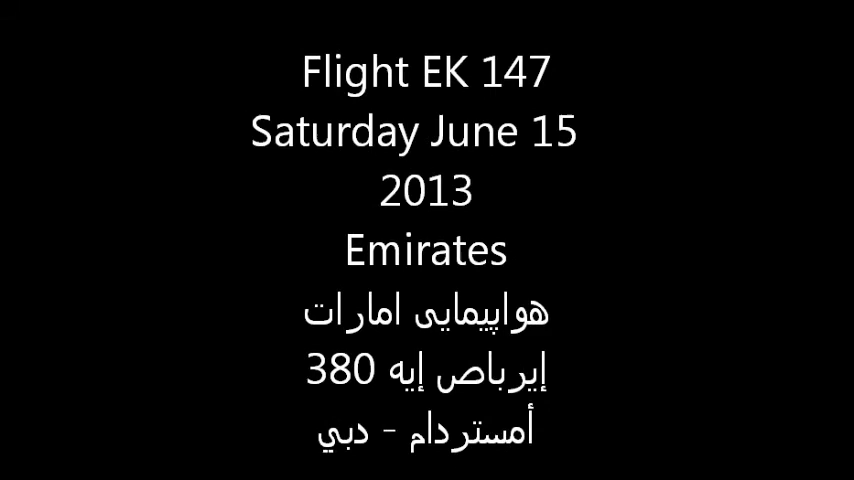 Flight EK 147
Saturday June 15
2013
Emirates
هواپیمایی امارات
إيرباص إيه 380
أمستردام - دبي